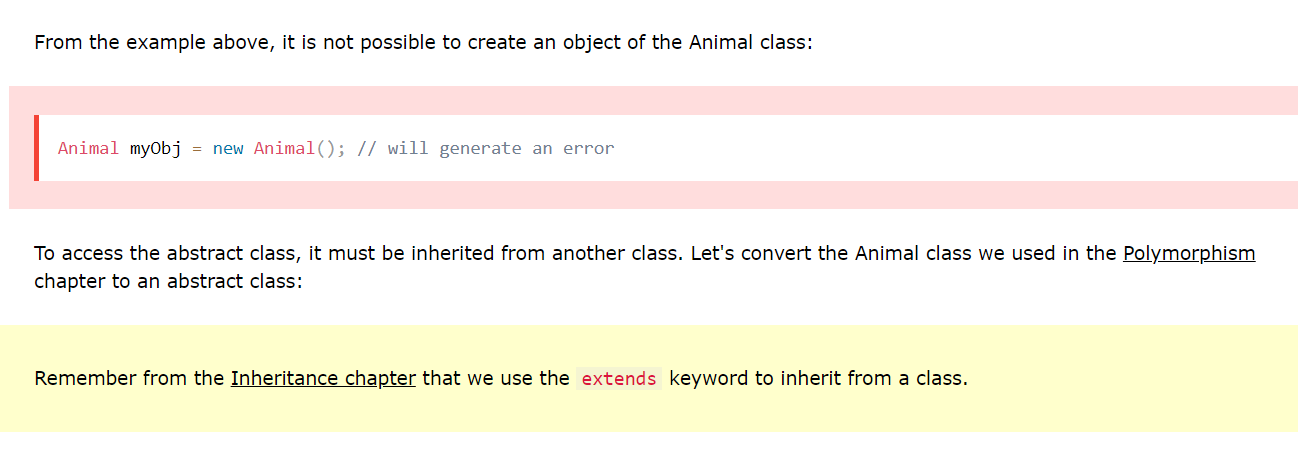 From the example above, it is not possible to create an object of the Animal class:
Animal myObj = new Animal(); // will generate an error
To access the abstract class, it must be inherited from another class. Let's convert the Animal class we used in the Polymorphism
chapter to an abstract class:
Remember from the Inheritance chapter that we use the extends keyword to inherit from a class.